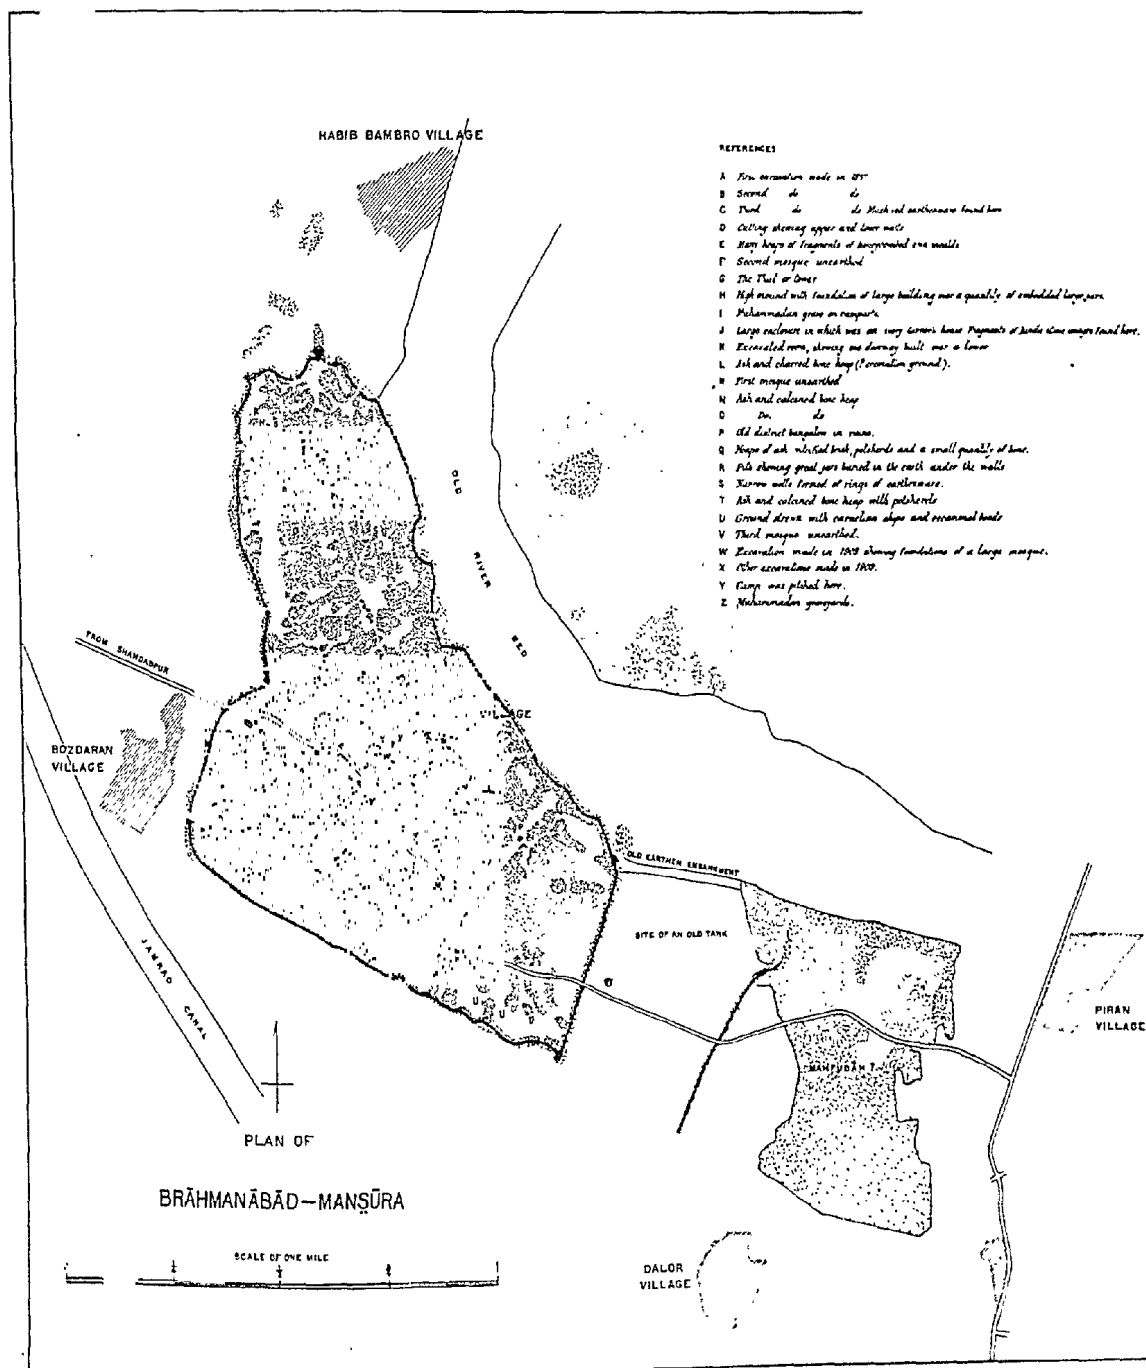 HABIB BAMBRO VILLAGE
REFERENCES
A First excavation made in
B Second do do
C Third do do Much red earthenware found here
D Cutting shewing upper and lower walls
E Many heaps of fragments of
F Second mosque unearthed
G The Thul or tower
H High mound with foundation of large building over a quantity of embedded large jars.
I Muhammadan grave on ramparts
J Large enclosure in which was an ivory turner's house Fragments of Hindu stone images found here.
K Excavated room, showing one doorway built over a lower
L Ash and charred bone heap (? cremation ground).
M First mosque unearthed
N Ash and calcined bone heap
O Do. do
P Old district bungalow in ruins.
Q Heaps of ash vitrified brick, potsherds and a small quantity of bone.
R Pits showing great jars buried in the earth under the walls
S Narrow wells formed of rings of earthenware.
T Ash and calcined bone heap with potsherds
U Ground strewn with carnelian chips and occasional beads
V Third mosque unearthed.
W Excavation made in 1908 showing foundations of a large mosque.
X Other excavations made in 1908.
Y Camp was pitched here.
Z Muhammadan graveyards.
OLD RIVER BED
FROM SHAHDADPUR
VILLAGE
BOZDARAN
VILLAGE
OLD EARTHEN EMBANKMENT
SITE OF AN OLD TANK
JAMRAO CANAL
PIRAN
VILLAGE
MAHFUDAH ?
PLAN OF
BRĀHMANĀBĀD–MANṢŪRA
SCALE OF ONE MILE
DALOR
VILLAGE